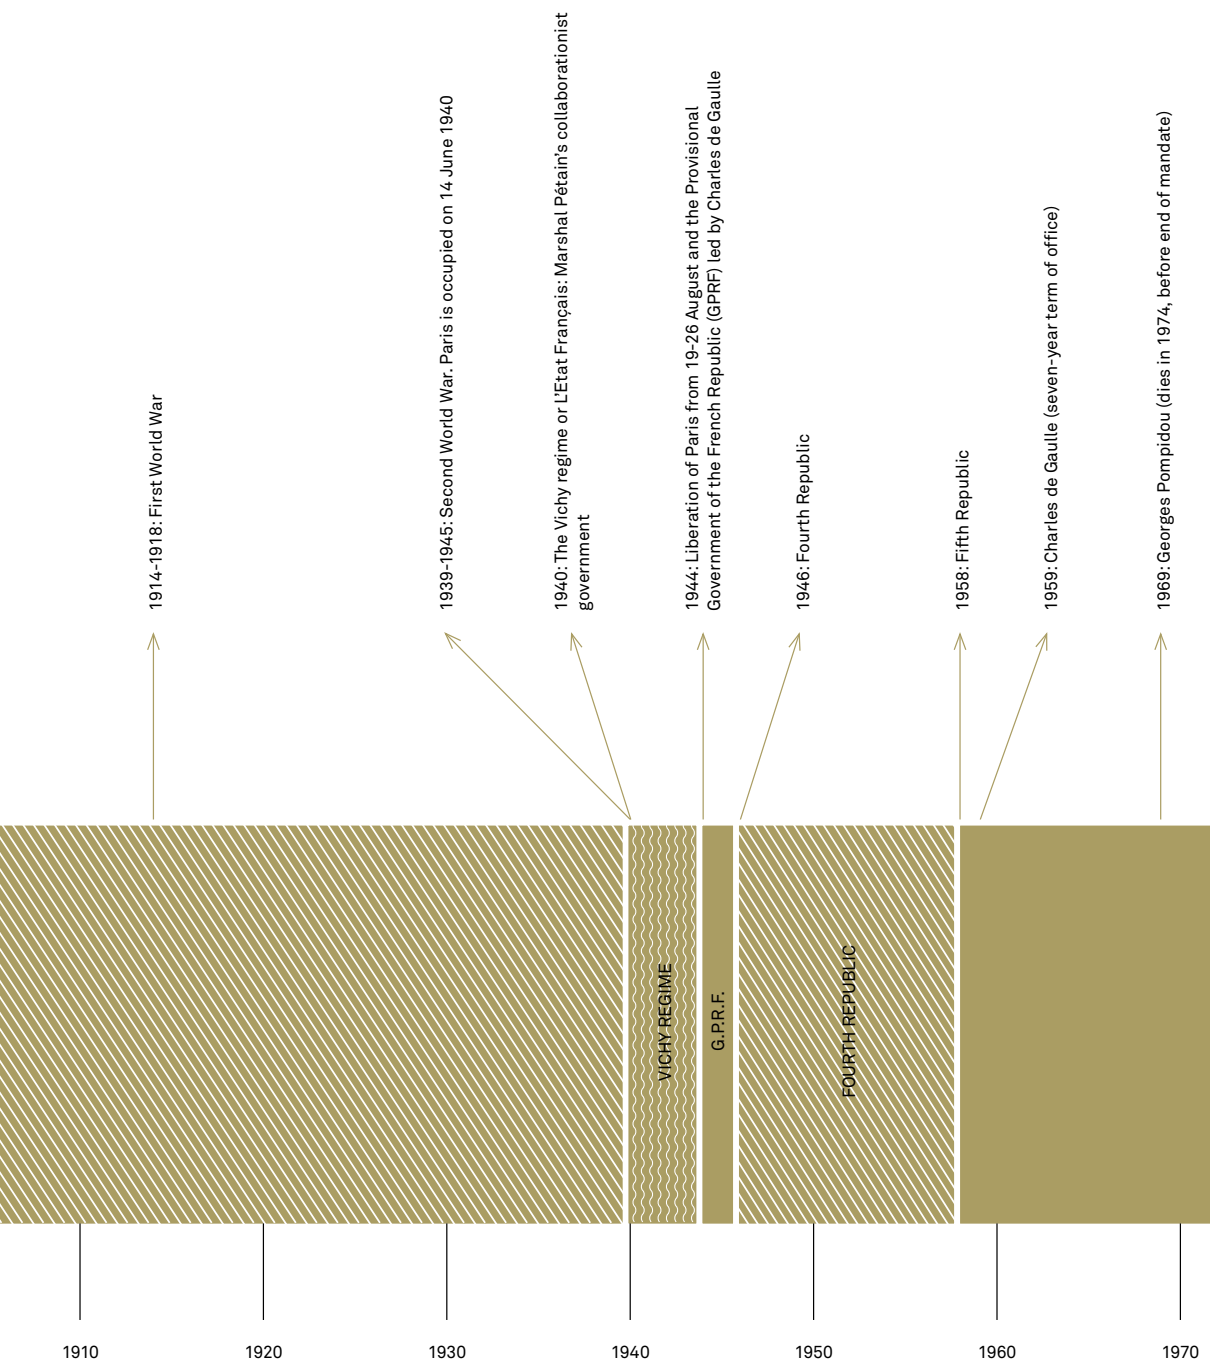 1914-1918: First World War
1939-1945: Second World War. Paris is occupied on 14 June 1940
1940: The Vichy regime or L’Etat Français: Marshal Pétain’s collaborationist
government
1944: Liberation of Paris from 19-26 August and the Provisional
Government of the French Republic (GPRF) led by Charles de Gaulle
1946: Fourth Republic
1958: Fifth Republic
1959: Charles de Gaulle (seven-year term of office)
1969: Georges Pompidou (dies in 1974, before end of mandate)
VICHY REGIME
G.P.R.F.
FOURTH REPUBLIC
1910
1920
1930
1940
1950
1960
1970